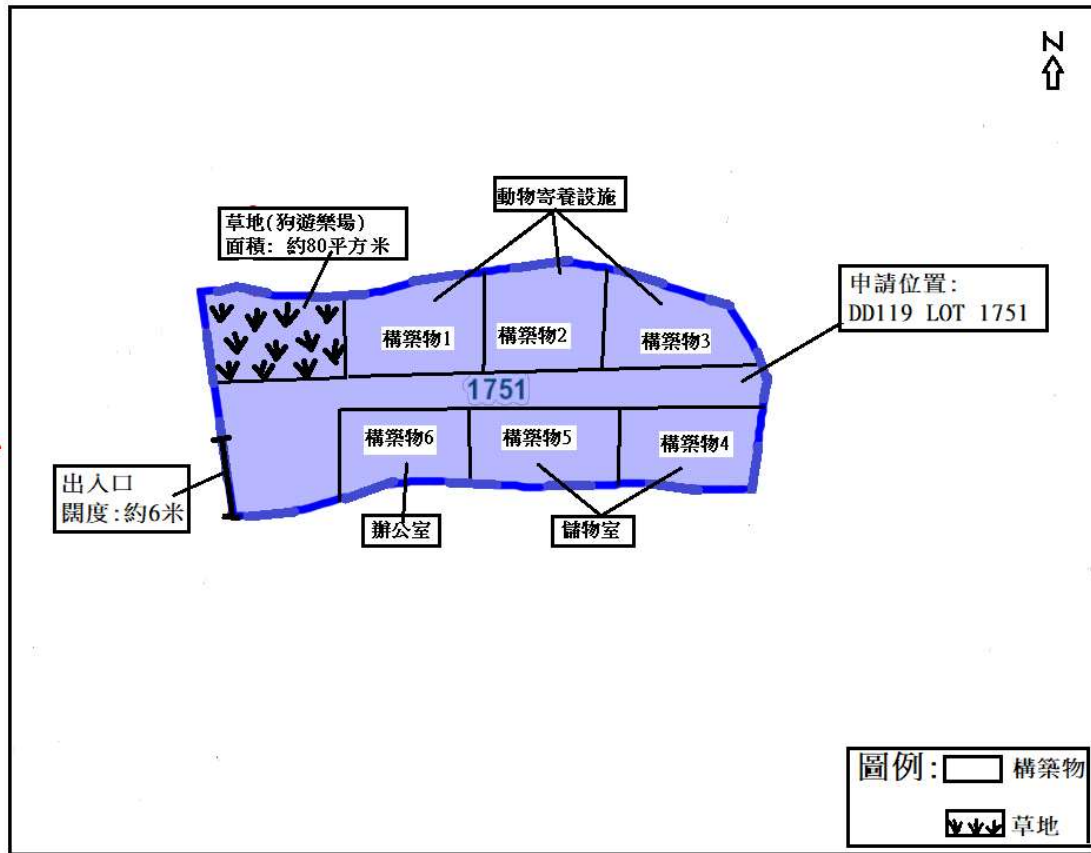 N
動物寄養設施
草地(狗遊樂場)
面積: 約80平方米
申請位置:
DD119 LOT 1751
構築物1
構築物2
構築物3
1751
構築物6
構築物5
構築物4
出入口
闊度:約6米
辦公室
儲物室
圖例:
構築物
草地